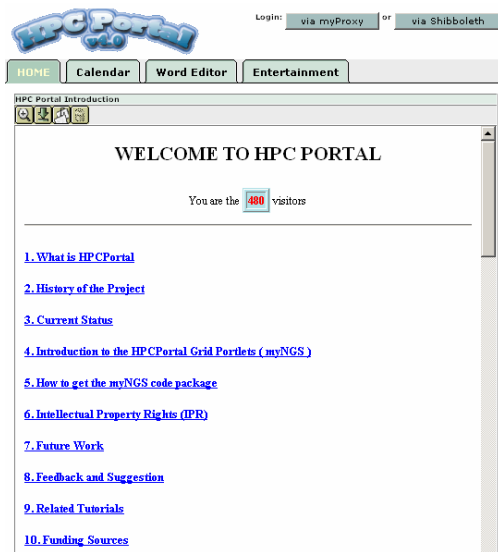 HPC Portal
v4.0
Login: via myProxy or via Shibboleth
HOME Calendar Word Editor Entertainment
HPC Portal Introduction
WELCOME TO HPC PORTAL
You are the 480 visitors
1. What is HPCPortal
2. History of the Project
3. Current Status
4. Introduction to the HPCPortal Grid Portlets ( myNGS )
5. How to get the myNGS code package
6. Intellectual Property Rights (IPR)
7. Future Work
8. Feedback and Suggestion
9. Related Tutorials
10. Funding Sources